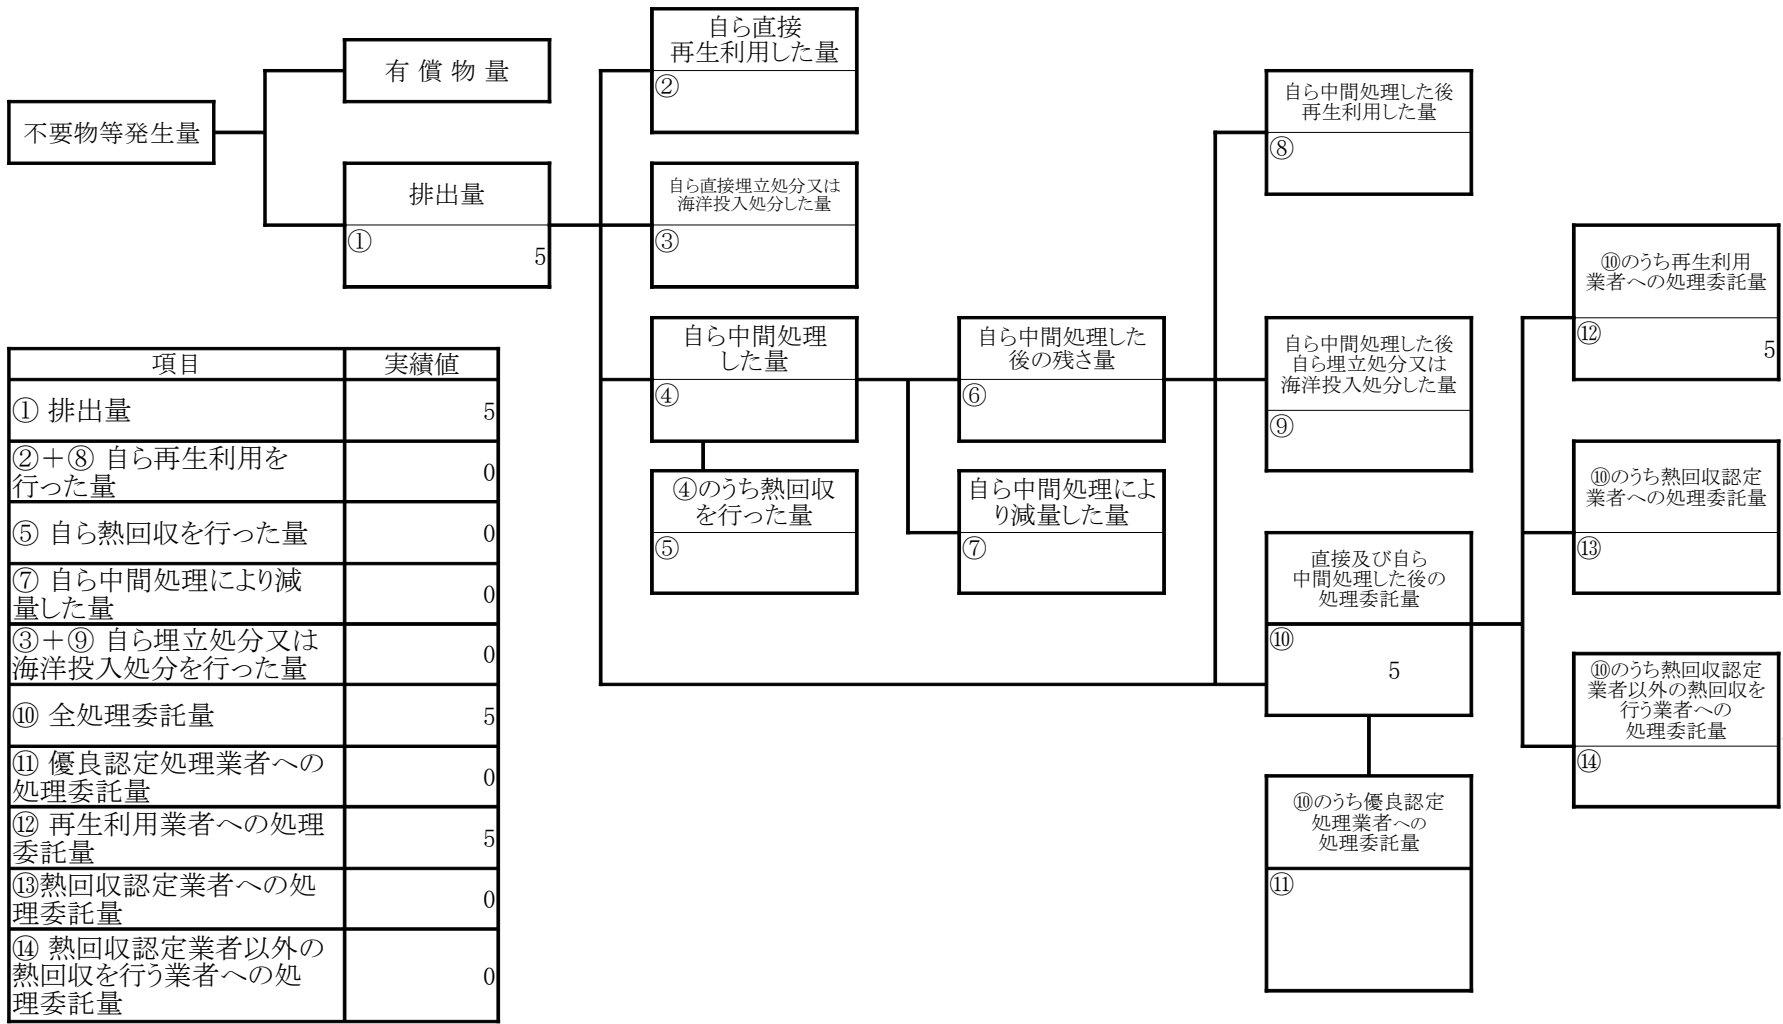 不要物等発生量
有 償 物 量
排出量
①
5
自ら直接
再生利用した量
②
自ら直接埋立処分又は
海洋投入処分した量
③
自ら中間処理
した量
④
④のうち熱回収
を行った量
⑤
自ら中間処理した
後の残さ量
⑥
自ら中間処理によ
り減量した量
⑦
自ら中間処理した後
再生利用した量
⑧
自ら中間処理した後
自ら埋立処分又は
海洋投入処分した量
⑨
直接及び自ら
中間処理した後の
処理委託量
⑩
5
⑩のうち優良認定
処理業者への
処理委託量
⑪
⑩のうち再生利用
業者への処理委託量
⑫
5
⑩のうち熱回収認定
業者への処理委託量
⑬
⑩のうち熱回収認定
業者以外の熱回収を
行う業者への
処理委託量
⑭
項目 実績値
① 排出量 5
②＋⑧ 自ら再生利用を
行った量 0
⑤ 自ら熱回収を行った量 0
⑦ 自ら中間処理により減
量した量 0
③＋⑨ 自ら埋立処分又は
海洋投入処分を行った量 0
⑩ 全処理委託量 5
⑪ 優良認定処理業者への
処理委託量 0
⑫ 再生利用業者への処理
委託量 5
⑬熱回収認定業者への処
理委託量 0
⑭ 熱回収認定業者以外の
熱回収を行う業者への処
理委託量 0